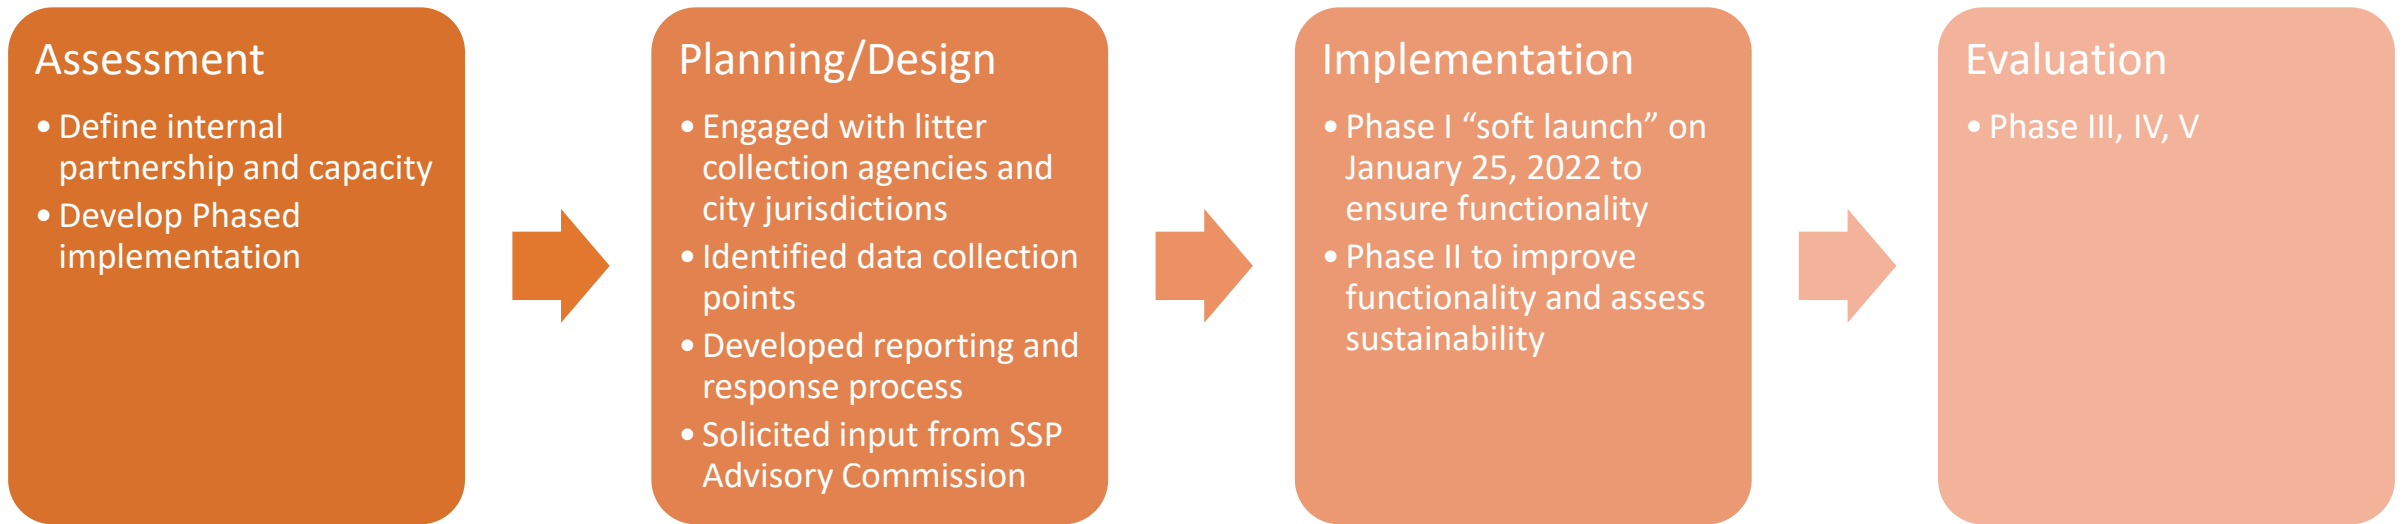 Assessment
• Define internal
partnership and capacity
• Develop Phased
implementation
Planning/Design
• Engaged with litter
collection agencies and
city jurisdictions
• Identified data collection
points
• Developed reporting and
response process
• Solicited input from SSP
Advisory Commission
Implementation
• Phase I “soft launch” on
January 25, 2022 to
ensure functionality
• Phase II to improve
functionality and assess
sustainability
Evaluation
• Phase III, IV, V